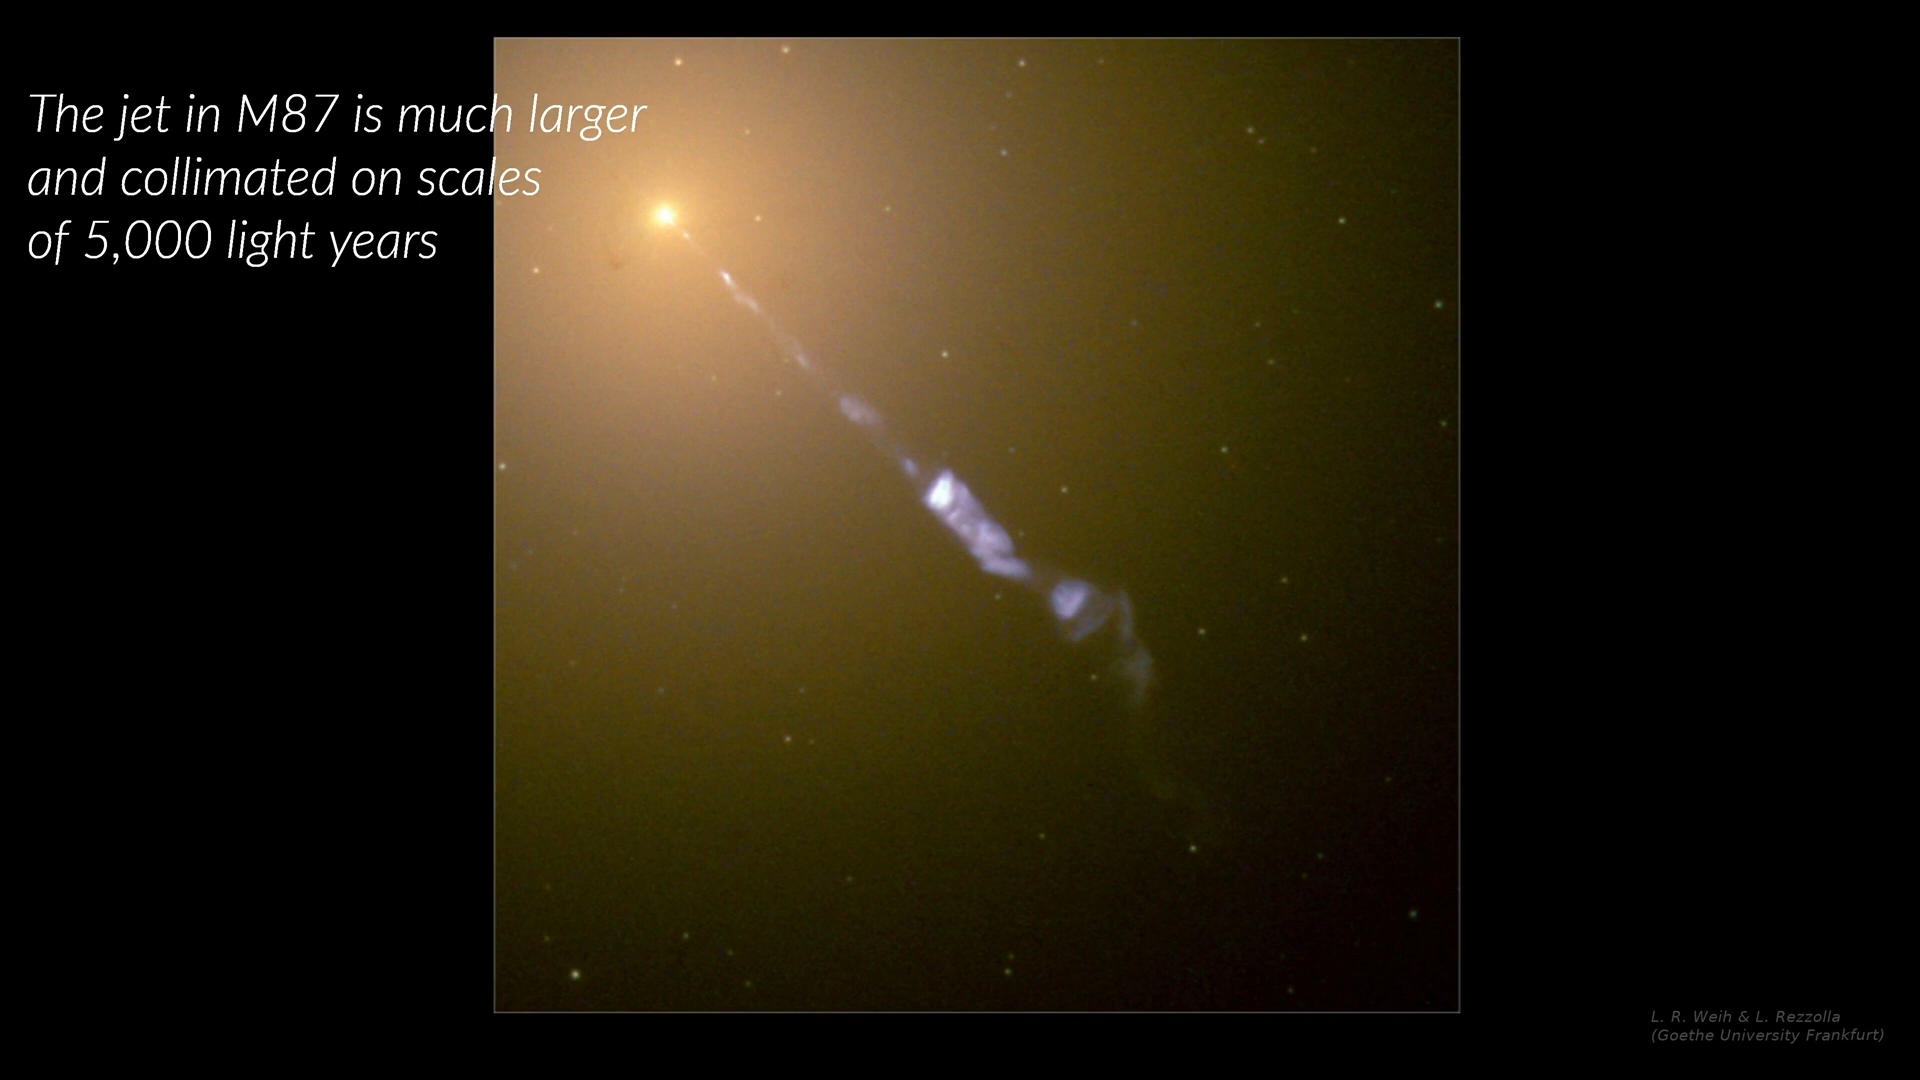 The jet in M87 is much larger
and collimated on scales
of 5,000 light years
L. R. Weih & L. Rezzolla
(Goethe University Frankfurt)